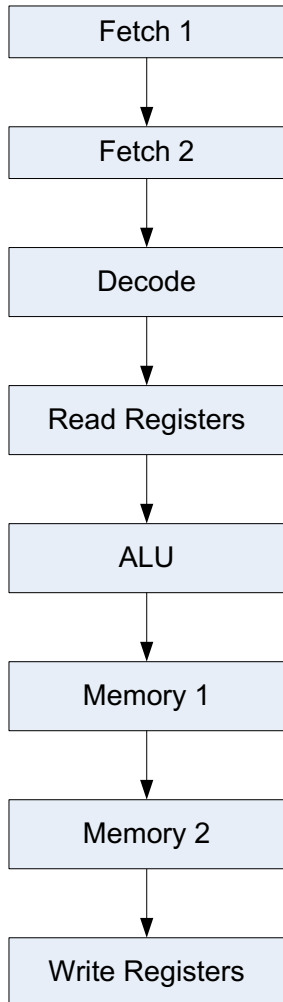 Fetch 1
Fetch 2
Decode
Read Registers
ALU
Memory 1
Memory 2
Write Registers